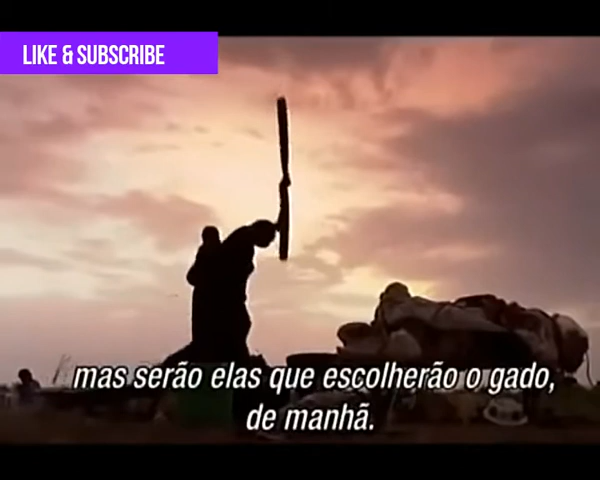 LIKE & SUBSCRIBE
mas serão elas que escolherão o gado,
de manhã.